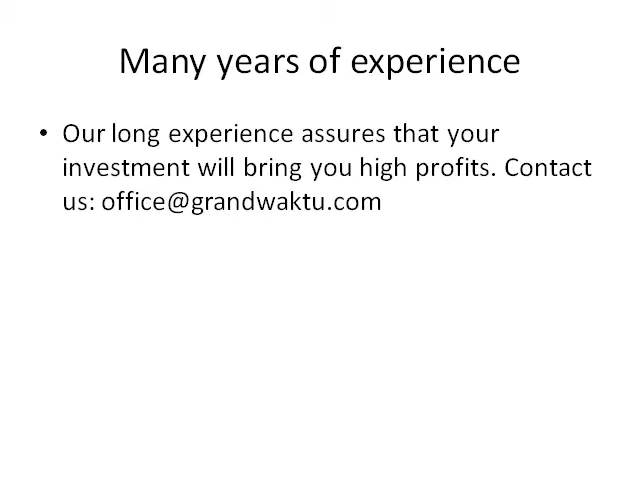 Many years of experience
• Our long experience assures that your
investment will bring you high profits. Contact
us: office@grandwaktu.com